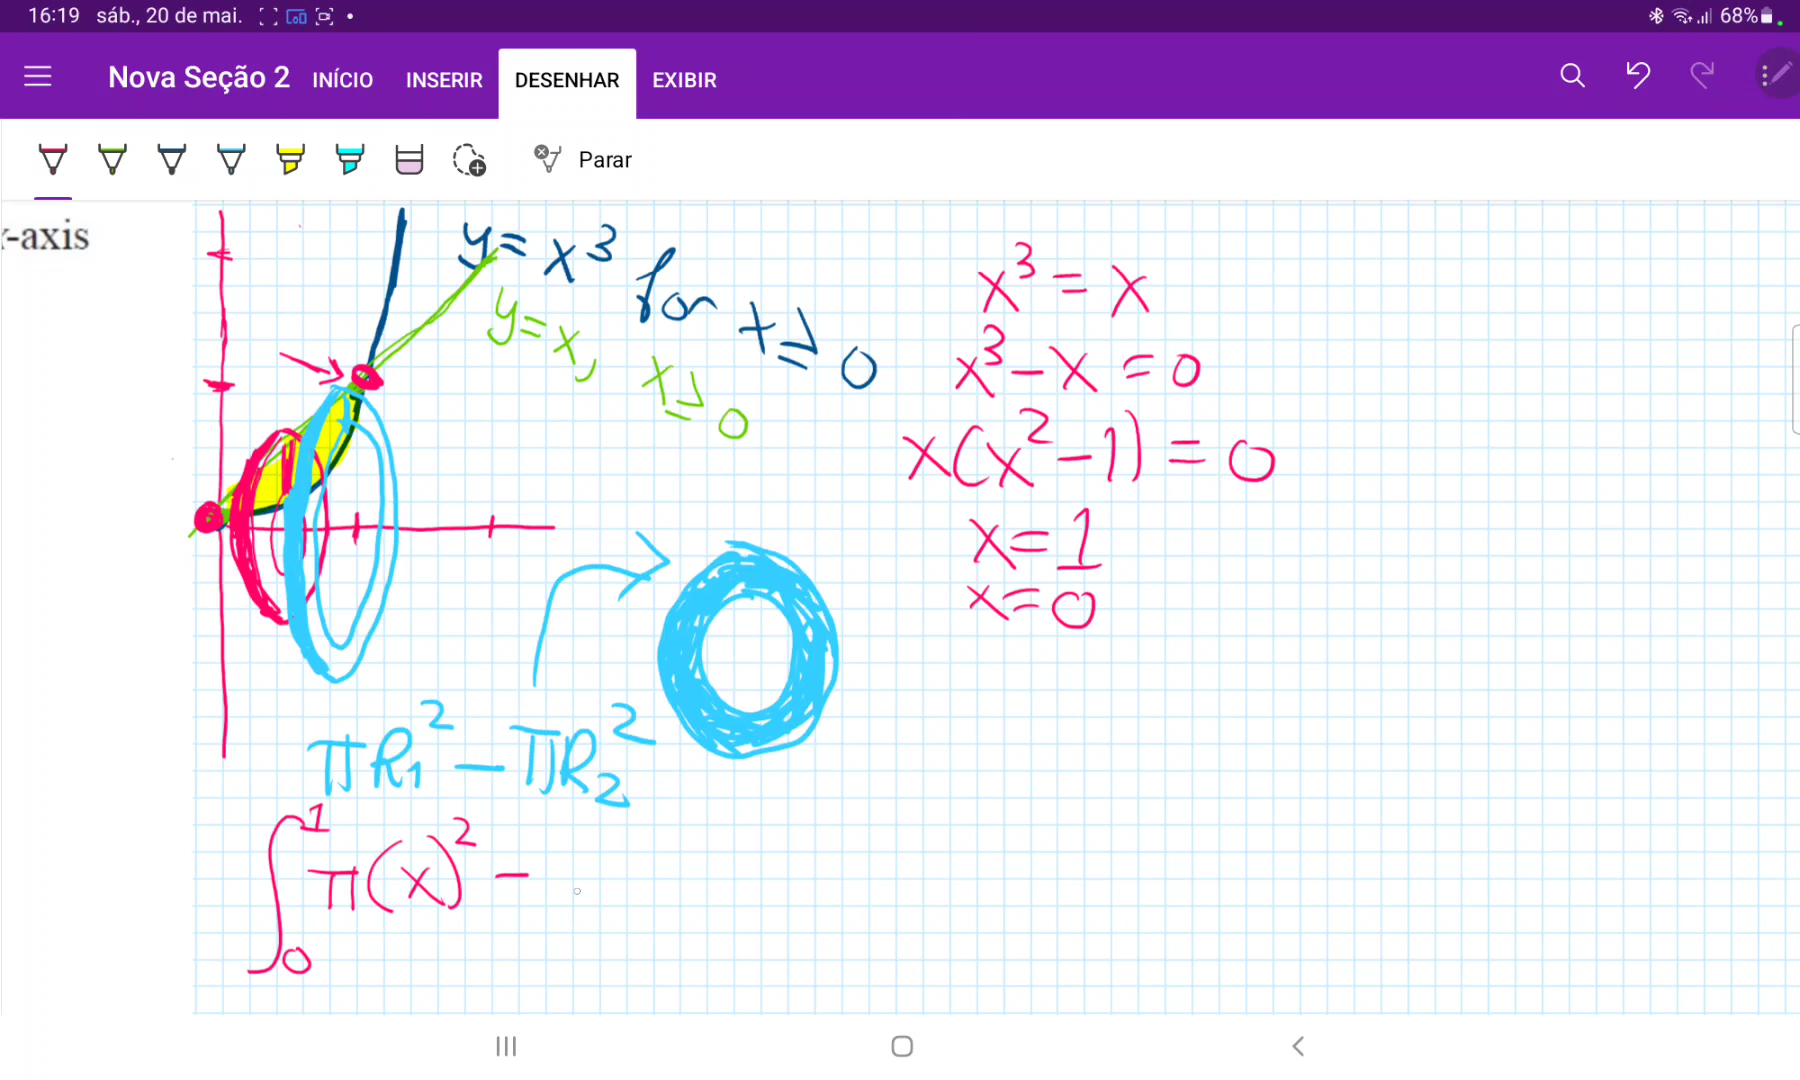 16:19 sáb., 20 de mai.
68%
Nova Seção 2 INÍCIO INSERIR DESENHAR EXIBIR
Parar
-axis
y = x³ for x ≥ 0
y = x, x ≥ 0
x³ = x
x³ - x = 0
x(x² - 1) = 0
x = 1
x = 0
πR₁² - πR₂²
∫₀¹ π(x)² -